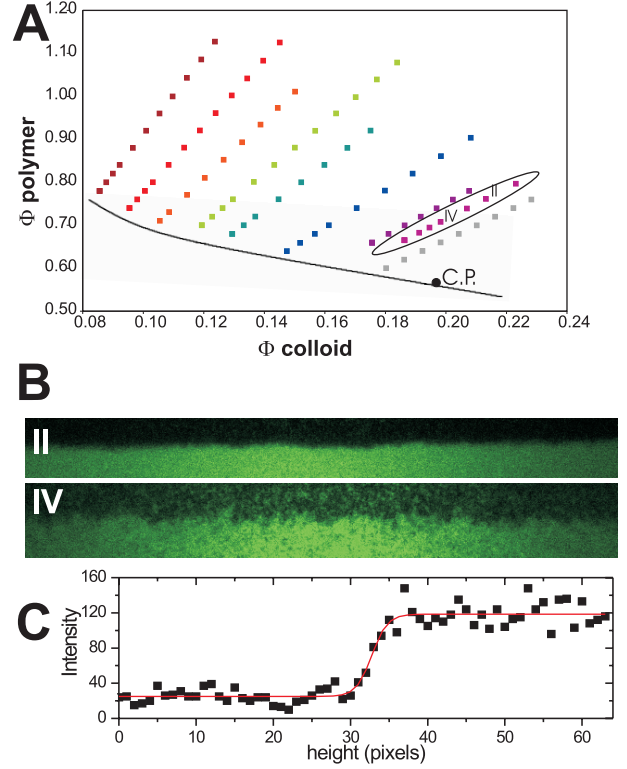 A
1.20
1.10
1.00
0.90
0.80
0.70
0.60
0.50
Φ polymer
II
IV
C.P.
0.08 0.10 0.12 0.14 0.16 0.18 0.20 0.22 0.24
Φ colloid
B
II
IV
C
160
120
80
40
0
Intensity
0 10 20 30 40 50 60
height (pixels)